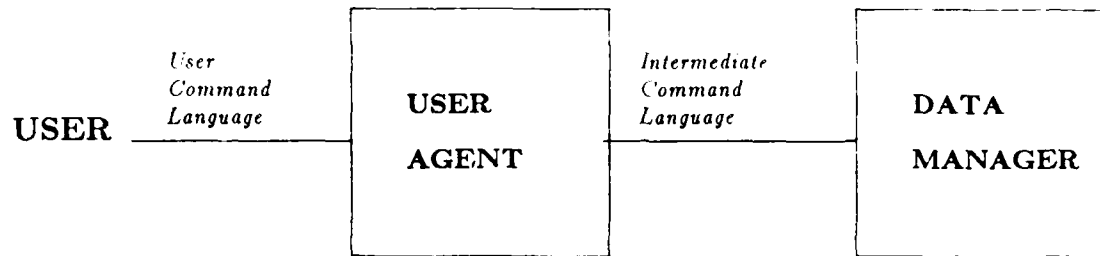 USER
User
Command
Language
USER
AGENT
Intermediate
Command
Language
DATA
MANAGER